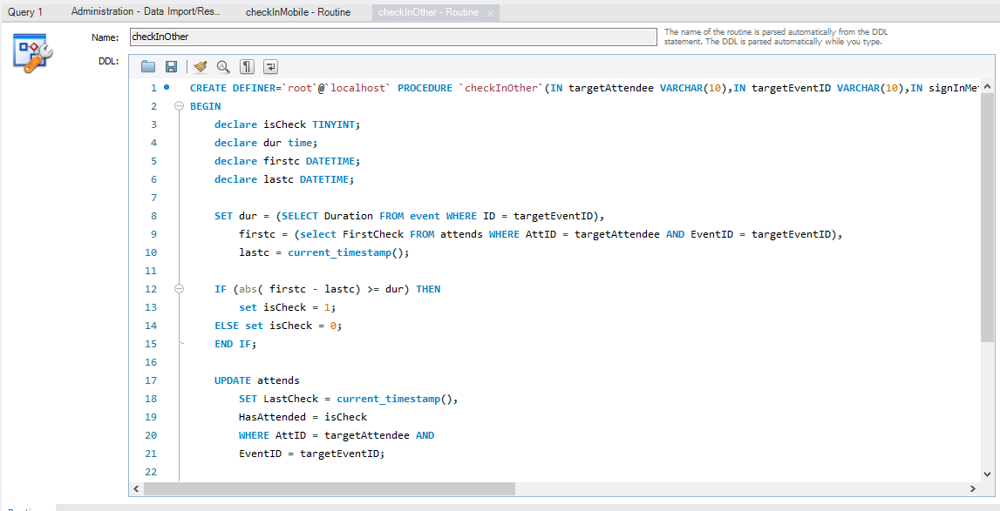 Query 1 Administration - Data Import/Res... checkInMobile - Routine checkInOther - Routine
Name: checkInOther The name of the routine is parsed automatically from the DDL
statement. The DDL is parsed automatically while you type.
DDL:
1 CREATE DEFINER=`root`@`localhost` PROCEDURE `checkInOther`(IN targetAttendee VARCHAR(10),IN targetEventID VARCHAR(10),IN signInMe
2 BEGIN
3 declare isCheck TINYINT;
4 declare dur time;
5 declare firstc DATETIME;
6 declare lastc DATETIME;
7
8 SET dur = (SELECT Duration FROM event WHERE ID = targetEventID),
9 firstc = (select FirstCheck FROM attends WHERE AttID = targetAttendee AND EventID = targetEventID),
10 lastc = current_timestamp();
11
12 IF (abs( firstc - lastc) >= dur) THEN
13 set isCheck = 1;
14 ELSE set isCheck = 0;
15 END IF;
16
17 UPDATE attends
18 SET LastCheck = current_timestamp(),
19 HasAttended = isCheck
20 WHERE AttID = targetAttendee AND
21 EventID = targetEventID;
22